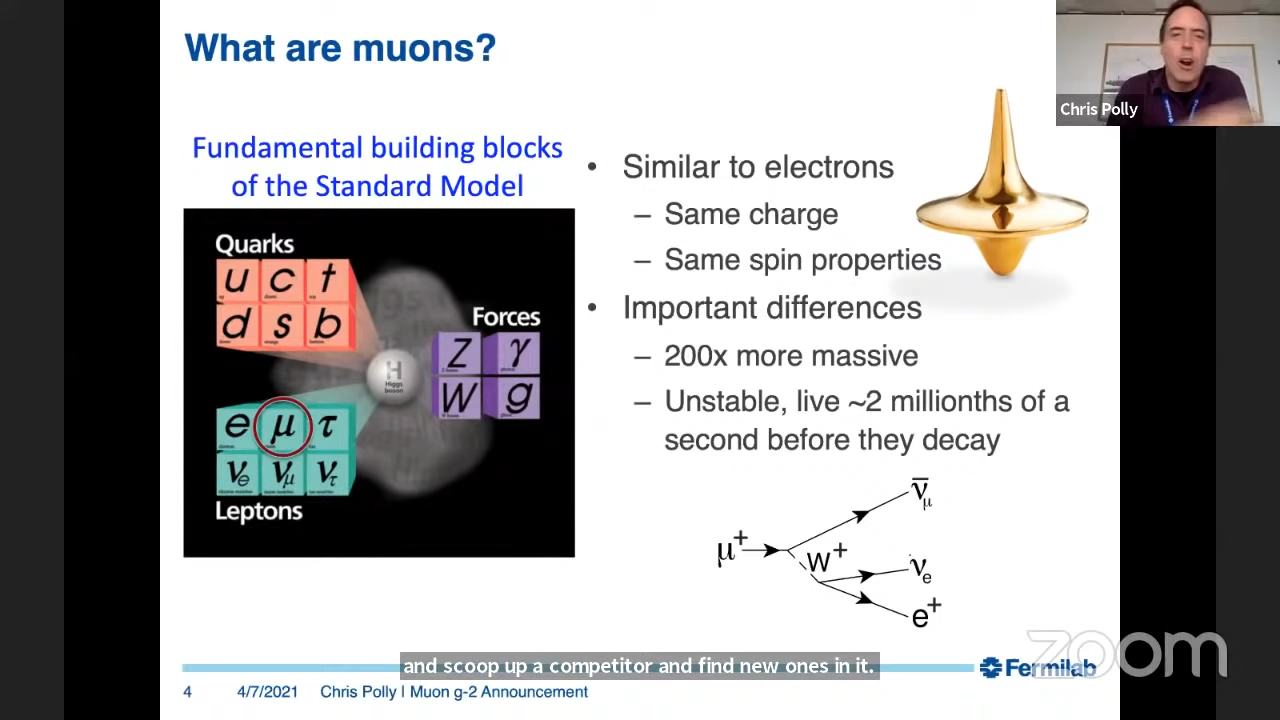 What are muons?
Chris Polly
Fundamental building blocks
of the Standard Model
Quarks
u c t
d s b
Forces
Z γ
W g
H
Higgs
boson
e μ τ
νe νμ ντ
Leptons
• Similar to electrons
– Same charge
– Same spin properties
• Important differences
– 200x more massive
– Unstable, live ~2 millionths of a
second before they decay
μ+
W+
ν̄μ
νe
e+
and scoop up a competitor and find new ones in it.
zoom
Fermilab
4 4/7/2021 Chris Polly | Muon g-2 Announcement